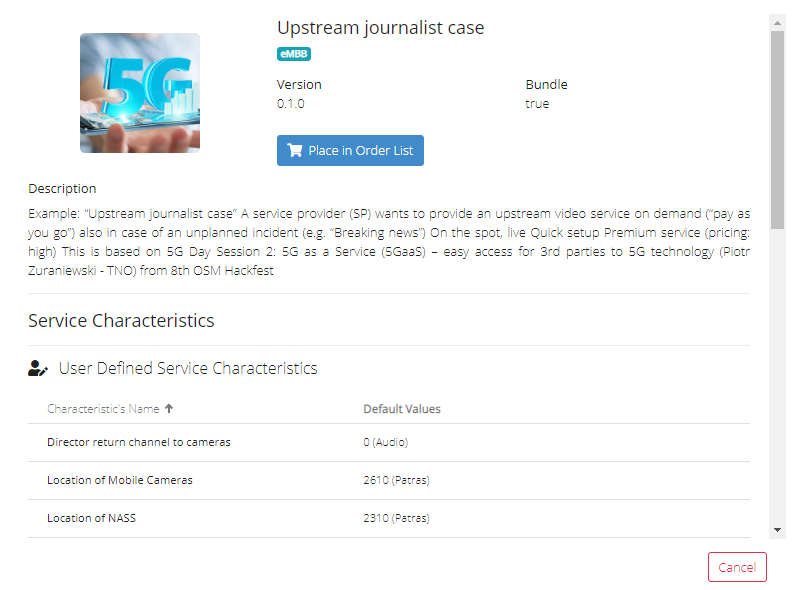 5G
Upstream journalist case
eMBB
Version
Bundle
0.1.0
true
Place in Order List
Description
Example: “Upstream journalist case” A service provider (SP) wants to provide an upstream video service on demand (“pay as
you go”) also in case of an unplanned incident (e.g. “Breaking news”) On the spot, live Quick setup Premium service (pricing:
high) This is based on 5G Day Session 2: 5G as a Service (5GaaS) – easy access for 3rd parties to 5G technology (Piotr
Zuraniewski - TNO) from 8th OSM Hackfest
Service Characteristics
User Defined Service Characteristics
Characteristic's Name
Default Values
Director return channel to cameras
0 (Audio)
Location of Mobile Cameras
2610 (Patras)
Location of NASS
2310 (Patras)
Cancel